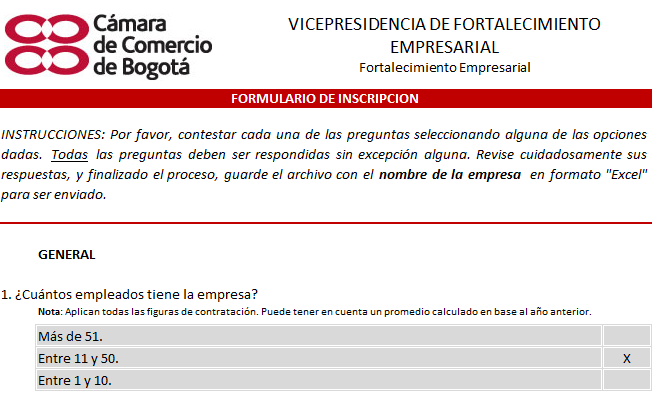 Cámara
de Comercio
de Bogotá
VICEPRESIDENCIA DE FORTALECIMIENTO
EMPRESARIAL
Fortalecimiento Empresarial
FORMULARIO DE INSCRIPCION
INSTRUCCIONES: Por favor, contestar cada una de las preguntas seleccionando alguna de las opciones
dadas. Todas las preguntas deben ser respondidas sin excepción alguna. Revise cuidadosamente sus
respuestas, y finalizado el proceso, guarde el archivo con el nombre de la empresa en formato "Excel"
para ser enviado.
GENERAL
1. ¿Cuántos empleados tiene la empresa?
Nota: Aplican todas las figuras de contratación. Puede tener en cuenta un promedio calculado en base al año anterior.
Más de 51.
Entre 11 y 50. X
Entre 1 y 10.